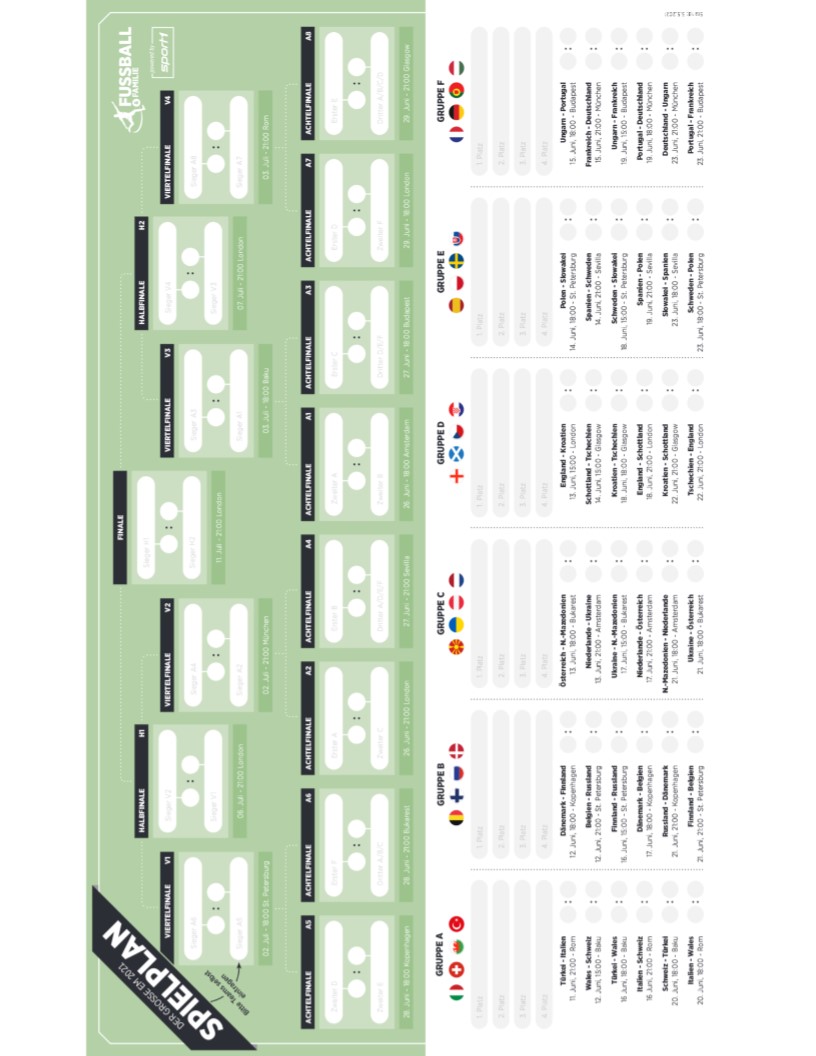 DER GROSSE EM 2021
SPIELPLAN
Bitte Teams selbst
eintragen
FUSSBALL
FAMILIE
powered by
sport1
FINALE
Sieger H1
:
Sieger H2
11. Juli - 21:00 London
HALBFINALE H1
Sieger V2
:
Sieger V1
06. Juli - 21:00 London
HALBFINALE H2
Sieger V4
:
Sieger V3
07. Juli - 21:00 London
VIERTELFINALE V1
Sieger A6
:
Sieger A5
02. Juli - 18:00 St. Petersburg
VIERTELFINALE V2
Sieger A4
:
Sieger A2
02. Juli - 21:00 München
VIERTELFINALE V3
Sieger A3
:
Sieger A1
03. Juli - 18:00 Baku
VIERTELFINALE V4
Sieger A8
:
Sieger A7
03. Juli - 21:00 Rom
ACHTELFINALE A5
Zweiter D
:
Zweiter E
28. Juni - 18:00 Kopenhagen
ACHTELFINALE A6
Erster F
:
Dritter A/B/C
28. Juni - 21:00 Bukarest
ACHTELFINALE A2
Erster A
:
Zweiter C
26. Juni - 21:00 London
ACHTELFINALE A4
Erster B
:
Dritter A/D/E/F
27. Juni - 21:00 Sevilla
ACHTELFINALE A1
Zweiter A
:
Zweiter B
26. Juni - 18:00 Amsterdam
ACHTELFINALE A3
Erster C
:
Dritter D/E/F
27. Juni - 18:00 Budapest
ACHTELFINALE A7
Erster D
:
Zweiter F
29. Juni - 18:00 London
ACHTELFINALE A8
Erster E
:
Dritter A/B/C/D
29. Juni - 21:00 Glasgow
GRUPPE A
1. Platz
2. Platz
3. Platz
4. Platz
Türkei - Italien :
11. Juni, 21:00 - Rom
Wales - Schweiz :
12. Juni, 15:00 - Baku
Türkei - Wales :
16. Juni, 18:00 - Baku
Italien - Schweiz :
16. Juni, 21:00 - Rom
Schweiz - Türkei :
20. Juni, 18:00 - Baku
Italien - Wales :
20. Juni, 18:00 - Rom
GRUPPE B
1. Platz
2. Platz
3. Platz
4. Platz
Dänemark - Finnland :
12. Juni, 18:00 - Kopenhagen
Belgien - Russland :
12. Juni, 21:00 - St. Petersburg
Finnland - Russland :
16. Juni, 15:00 - St. Petersburg
Dänemark - Belgien :
17. Juni, 18:00 - Kopenhagen
Russland - Dänemark :
21. Juni, 21:00 - Kopenhagen
Finnland - Belgien :
21. Juni, 21:00 - St. Petersburg
GRUPPE C
1. Platz
2. Platz
3. Platz
4. Platz
Österreich - N.-Mazedonien :
13. Juni, 18:00 - Bukarest
Niederlande - Ukraine :
13. Juni, 21:00 - Amsterdam
Ukraine - N.-Mazedonien :
17. Juni, 15:00 - Bukarest
Niederlande - Österreich :
17. Juni, 21:00 - Amsterdam
N.-Mazedonien - Niederlande :
21. Juni, 18:00 - Amsterdam
Ukraine - Österreich :
21. Juni, 18:00 - Bukarest
GRUPPE D
1. Platz
2. Platz
3. Platz
4. Platz
England - Kroatien :
13. Juni, 15:00 - London
Schottland - Tschechien :
14. Juni, 15:00 - Glasgow
Kroatien - Tschechien :
18. Juni, 18:00 - Glasgow
England - Schottland :
18. Juni, 21:00 - London
Kroatien - Schottland :
22. Juni, 21:00 - Glasgow
Tschechien - England :
22. Juni, 21:00 - London
GRUPPE E
1. Platz
2. Platz
3. Platz
4. Platz
Polen - Slowakei :
14. Juni, 18:00 - St. Petersburg
Spanien - Schweden :
14. Juni, 21:00 - Sevilla
Schweden - Slowakei :
18. Juni, 15:00 - St. Petersburg
Spanien - Polen :
19. Juni, 21:00 - Sevilla
Slowakei - Spanien :
23. Juni, 18:00 - Sevilla
Schweden - Polen :
23. Juni, 18:00 - St. Petersburg
GRUPPE F
1. Platz
2. Platz
3. Platz
4. Platz
Ungarn - Portugal :
15. Juni, 18:00 - Budapest
Frankreich - Deutschland :
15. Juni, 21:00 - München
Ungarn - Frankreich :
19. Juni, 15:00 - Budapest
Portugal - Deutschland :
19. Juni, 18:00 - München
Deutschland - Ungarn :
23. Juni, 21:00 - München
Portugal - Frankreich :
23. Juni, 21:00 - Budapest